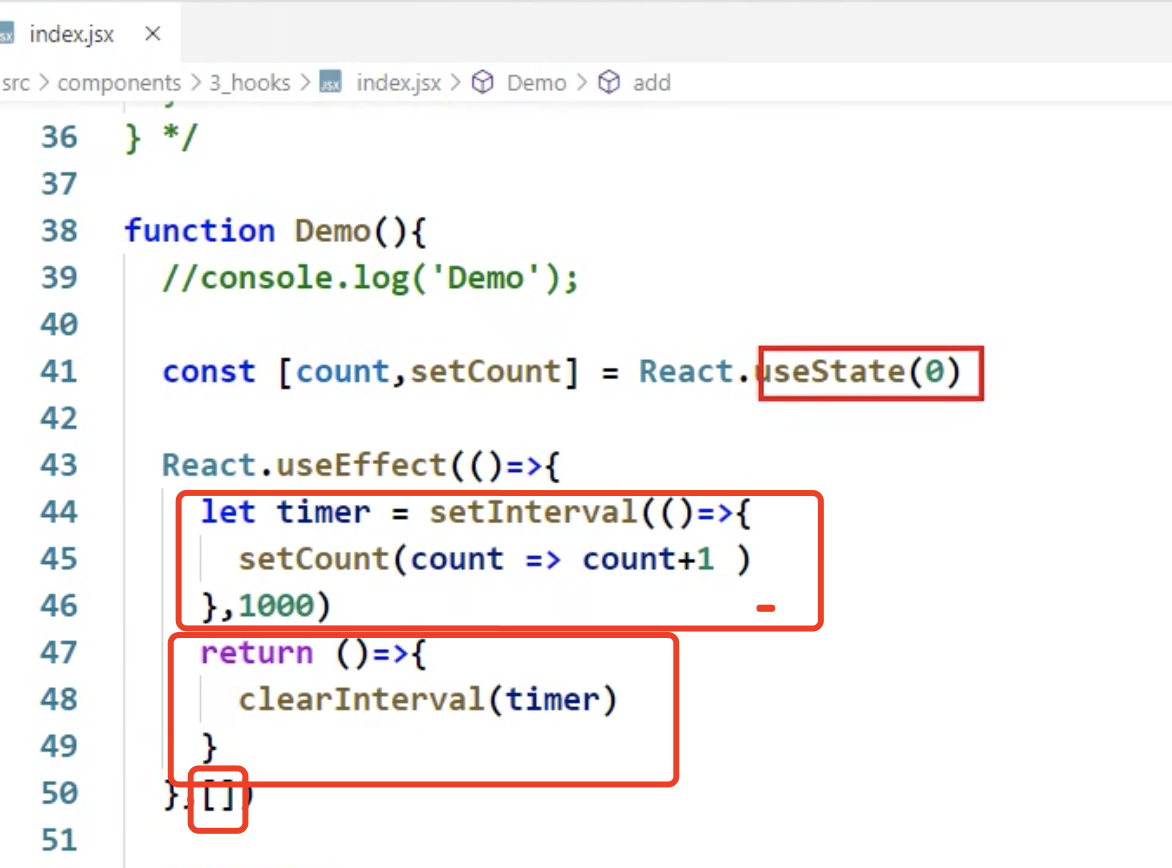 index.jsx
src > components > 3_hooks > JSX index.jsx > Demo > add
36 } */
37
38 function Demo(){
39 //console.log('Demo');
40
41 const [count,setCount] = React.useState(0)
42
43 React.useEffect(()=>{
44 let timer = setInterval(()=>{
45 setCount(count => count+1 )
46 },1000)
47 return ()=>{
48 clearInterval(timer)
49 }
50 },[])
51